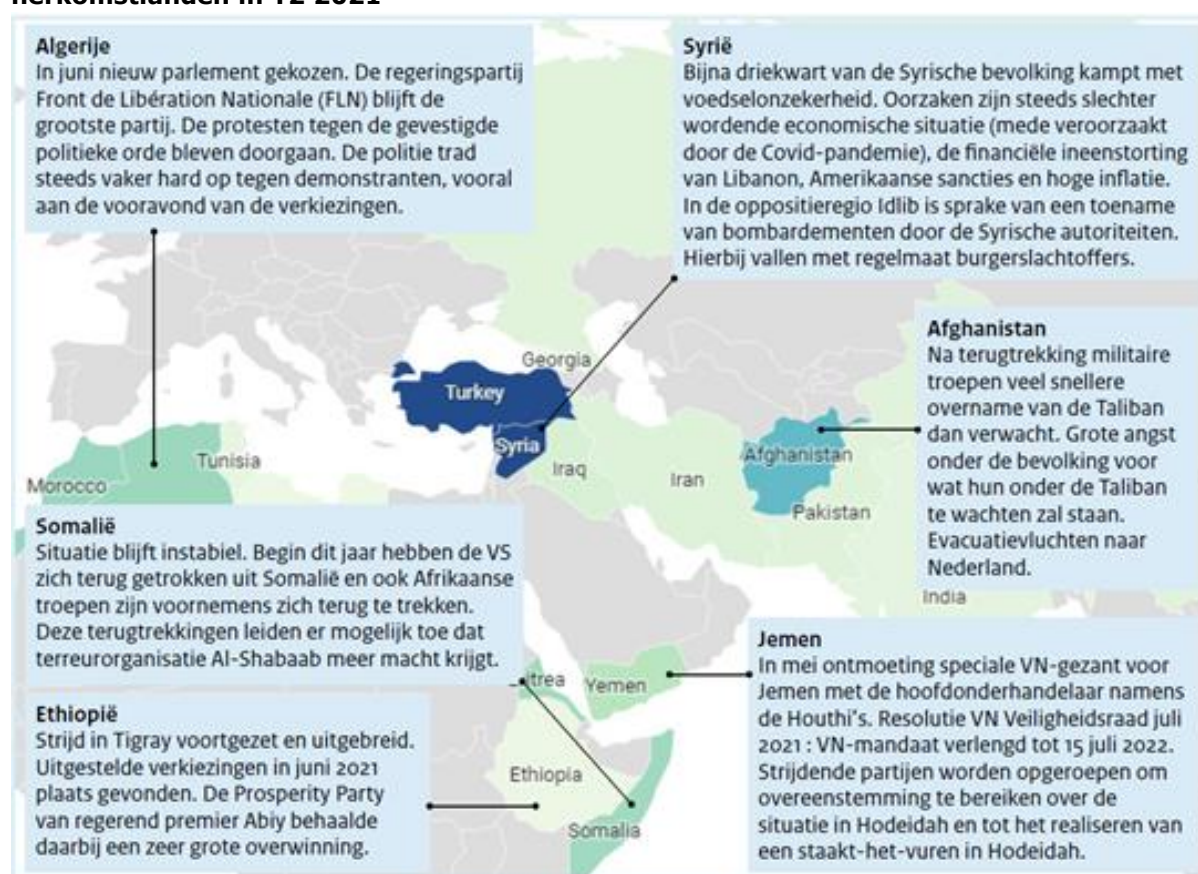 herkomstlanden in T2 2021
Algerije
In juni nieuw parlement gekozen. De regeringspartij
Front de Libération Nationale (FLN) blijft de
grootste partij. De protesten tegen de gevestigde
politieke orde bleven doorgaan. De politie trad
steeds vaker hard op tegen demonstranten, vooral
aan de vooravond van de verkiezingen.
Syrië
Bijna driekwart van de Syrische bevolking kampt met
voedselonzekerheid. Oorzaken zijn steeds slechter
wordende economische situatie (mede veroorzaakt
door de Covid-pandemie), de financiële ineenstorting
van Libanon, Amerikaanse sancties en hoge inflatie.
In de oppositieregio Idlib is sprake van een toename
van bombardementen door de Syrische autoriteiten.
Hierbij vallen met regelmaat burgerslachtoffers.
Afghanistan
Na terugtrekking militaire
troepen veel snellere
overname van de Taliban
dan verwacht. Grote angst
onder de bevolking voor
wat hun onder de Taliban
te wachten zal staan.
Evacuatievluchten naar
Nederland.
Georgia
Turkey
Syria
Tunisia
Iraq
Iran
Afghanistan
Morocco
Pakistan
India
Somalië
Situatie blijft instabiel. Begin dit jaar hebben de VS
zich terug getrokken uit Somalië en ook Afrikaanse
troepen zijn voornemens zich terug te trekken.
Deze terugtrekkingen leiden er mogelijk toe dat
terreurorganisatie Al-Shabaab meer macht krijgt.
itrea
Yemen
Jemen
In mei ontmoeting speciale VN-gezant voor
Jemen met de hoofdonderhandelaar namens
de Houthi's. Resolutie VN Veiligheidsraad juli
2021 : VN-mandaat verlengd tot 15 juli 2022.
Strijdende partijen worden opgeroepen om
overeenstemming te bereiken over de
situatie in Hodeidah en tot het realiseren van
een staakt-het-vuren in Hodeidah.
Ethiopië
Strijd in Tigray voortgezet en uitgebreid.
Uitgestelde verkiezingen in juni 2021
plaats gevonden. De Prosperity Party
van regerend premier Abiy behaalde
daarbij een zeer grote overwinning.
Ethiopia
Somalia